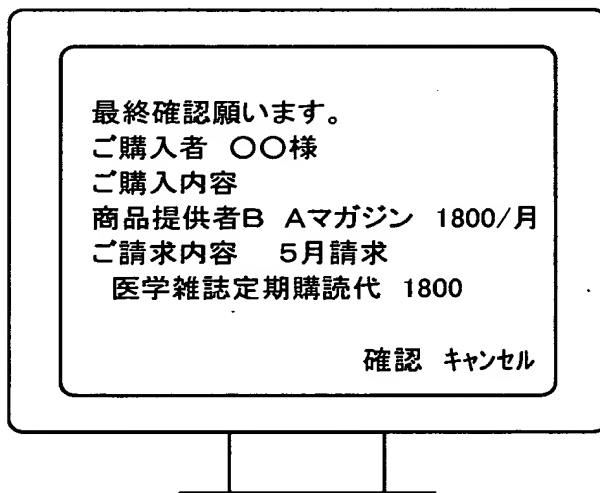 最終確認願います。
ご購入者 〇〇様
ご購入内容
商品提供者B Aマガジン 1800/月
ご請求内容 5月請求
医学雑誌定期購読代 1800
確認 キャンセル